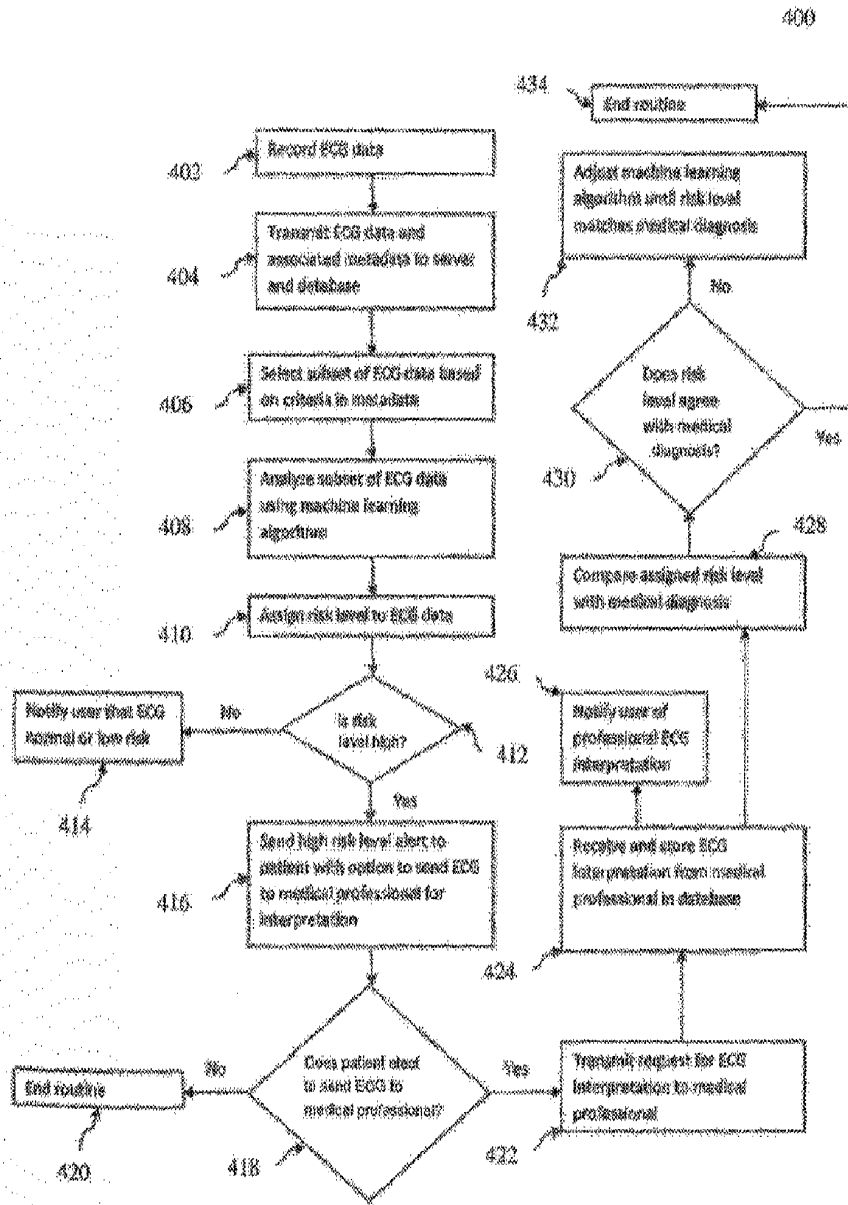 400
402
Record ECG data
404
Transmit ECG data and
associated metadata to server
and database
406
Select subset of ECG data based
on criteria in metadata
408
Analyze subset of ECG data
using machine learning
algorithm
410
Assign risk level to ECG data
Is risk
level high?
412
No
Notify user that ECG
normal or low risk
414
Yes
416
Send high risk level alert to
patient with option to send ECG
to medical professional for
interpretation
Does patient elect
to send ECG to
medical professional?
418
No
End routine
420
Yes
Transmit request for ECG
Interpretation to medical
professional
422
Receive and store ECG
Interpretation from medical
professional in database
424
426
Notify user of
professional ECG
interpretation
428
Compare assigned risk level
with medical diagnosis
Does risk
level agree
with medical
diagnosis?
430
No
Yes
Adjust machine learning
algorithm until risk level
matches medical diagnosis
432
434
End routine